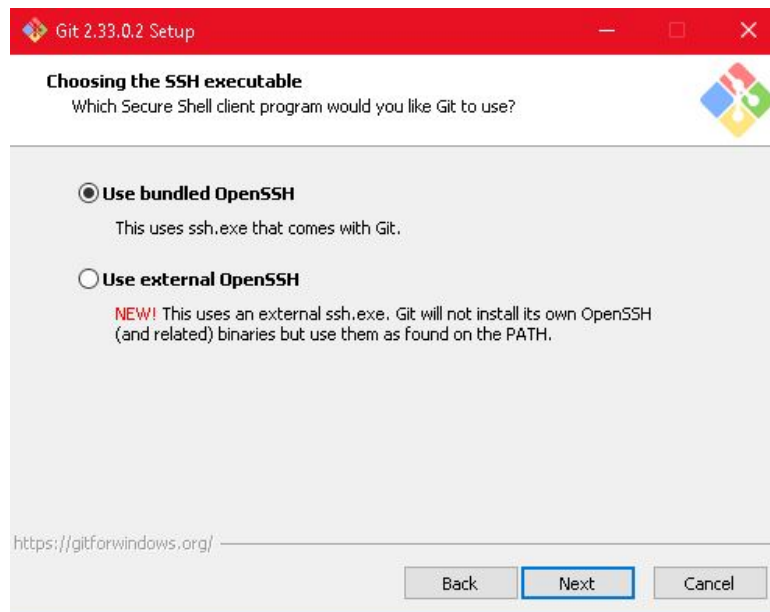 Git 2.33.0.2 Setup
Choosing the SSH executable
Which Secure Shell client program would you like Git to use?
Use bundled OpenSSH
This uses ssh.exe that comes with Git.
Use external OpenSSH
NEW! This uses an external ssh.exe. Git will not install its own OpenSSH
(and related) binaries but use them as found on the PATH.
https://gitforwindows.org/
Back Next Cancel